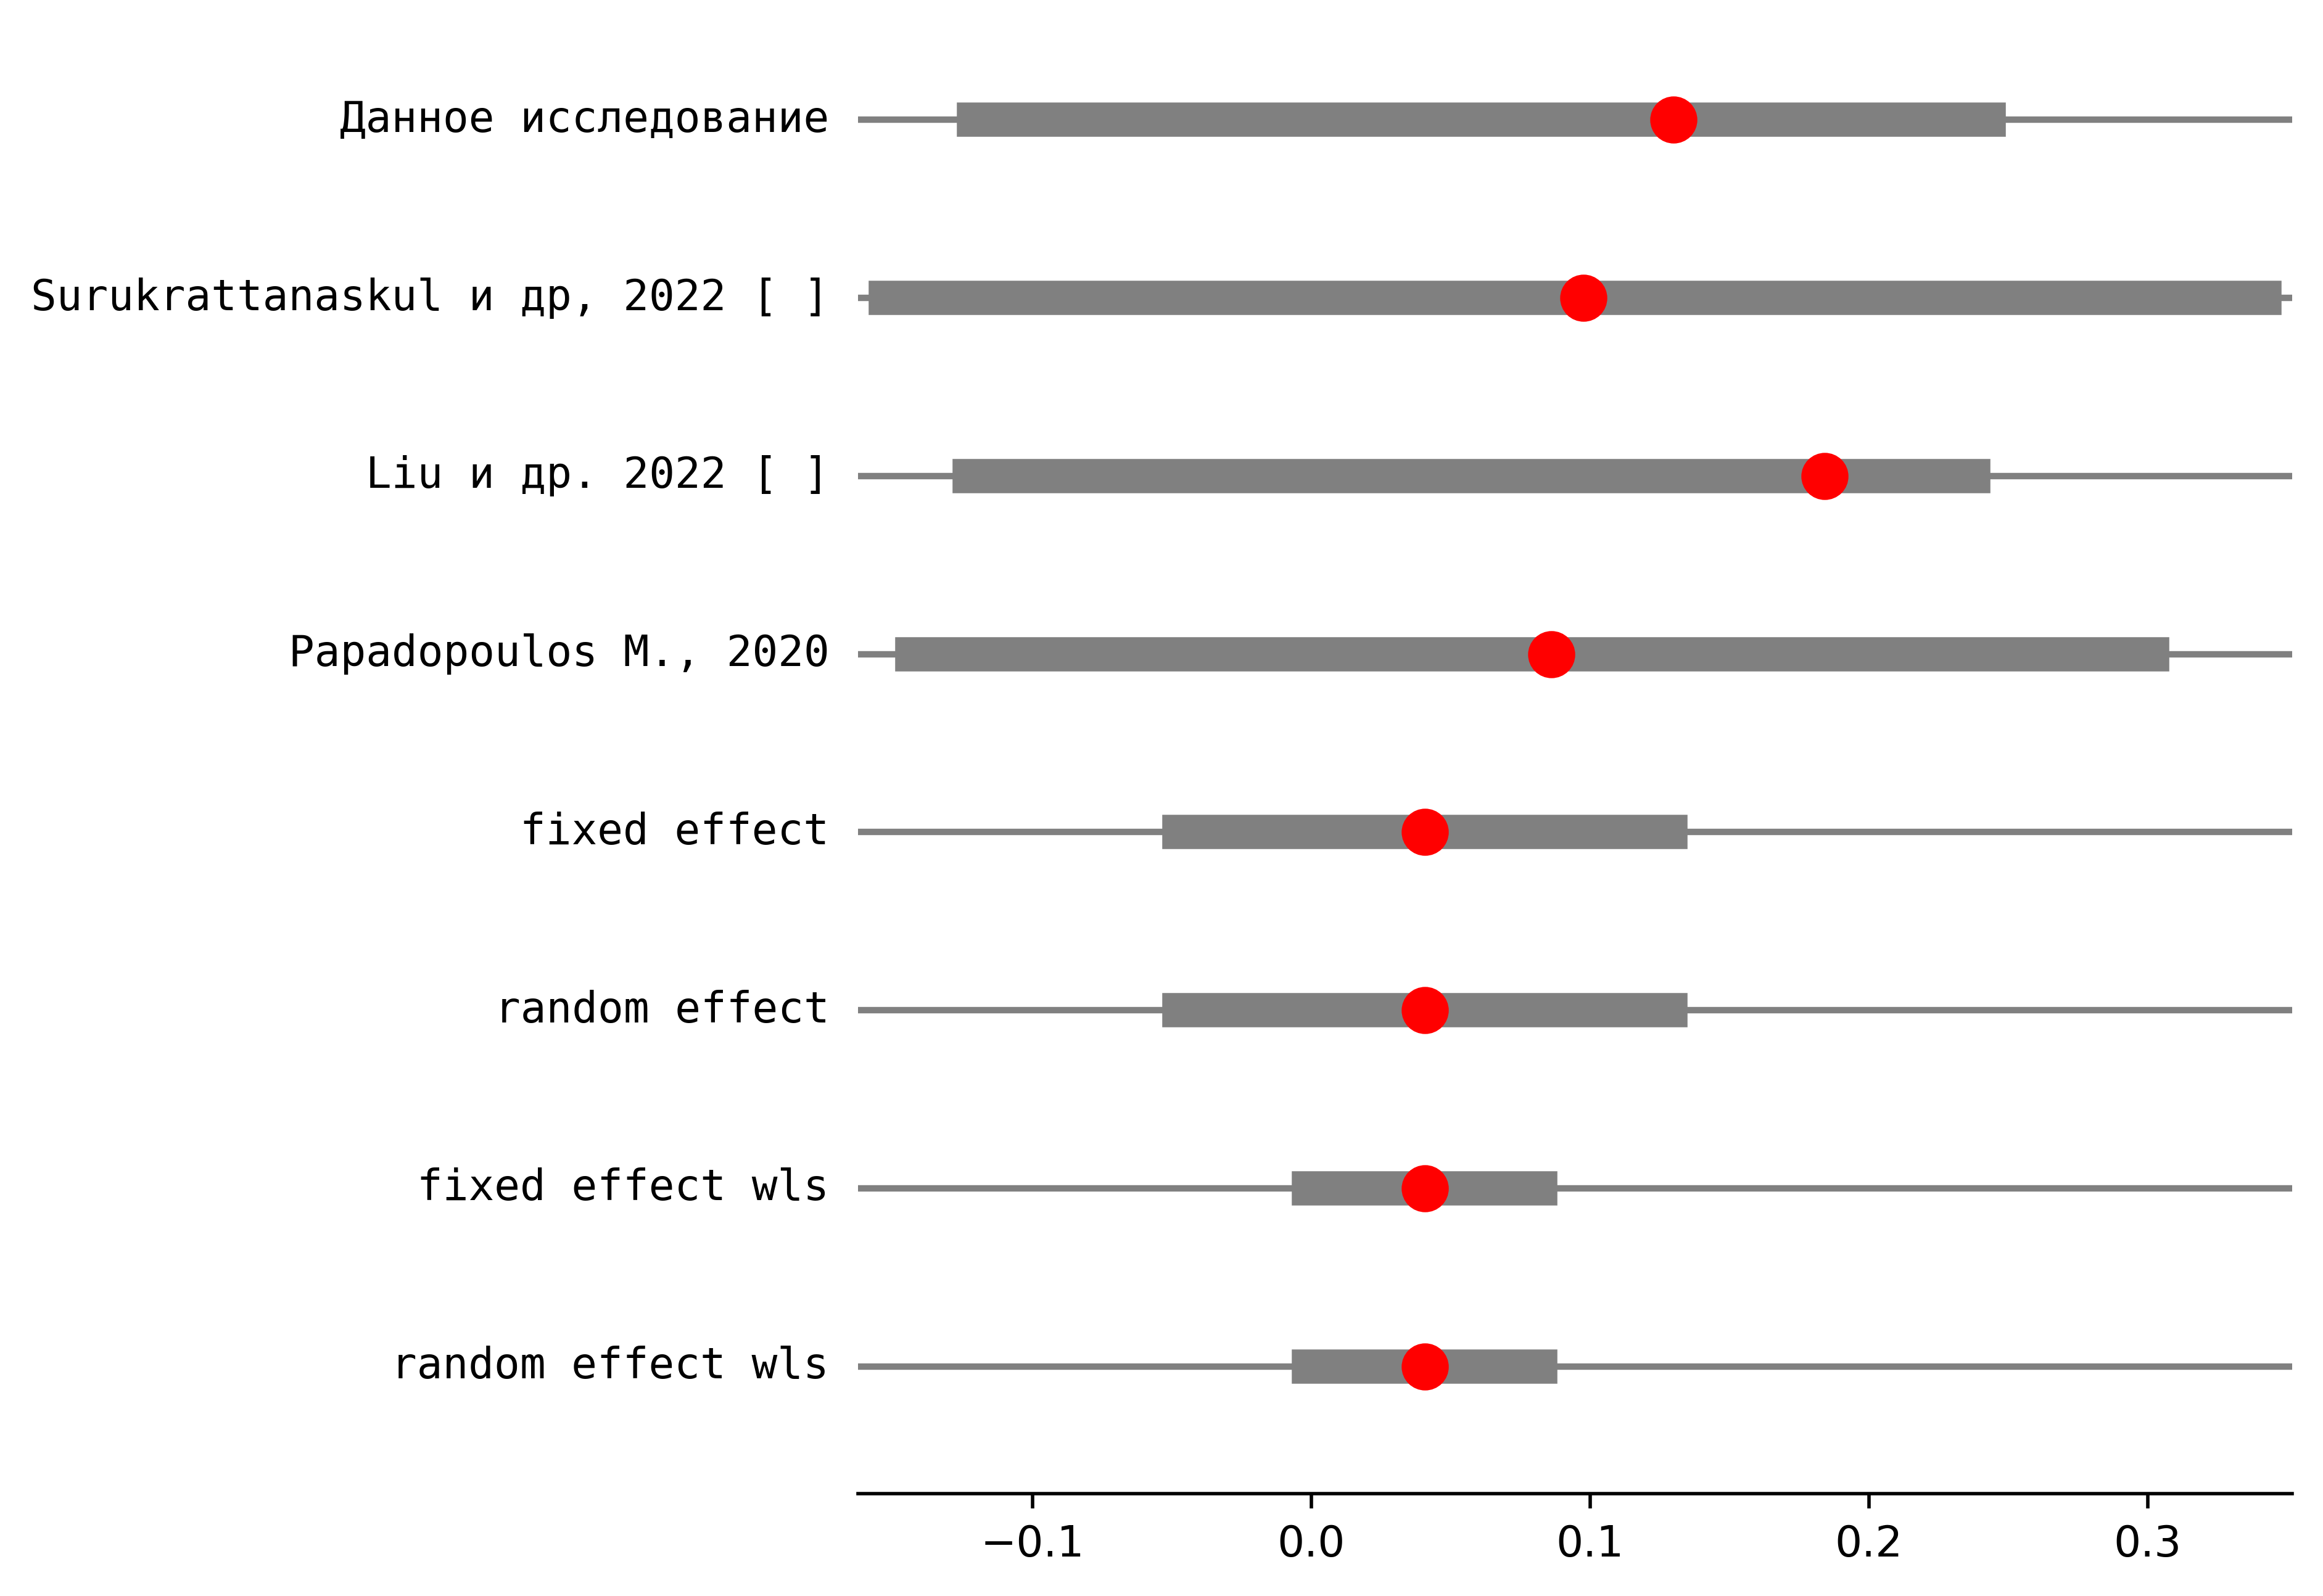 Данное исследование
Surukrattanaskul и др, 2022 [ ]
Liu и др. 2022 [ ]
Papadopoulos M., 2020
fixed effect
random effect
fixed effect wls
random effect wls
−0.1 0.0 0.1 0.2 0.3